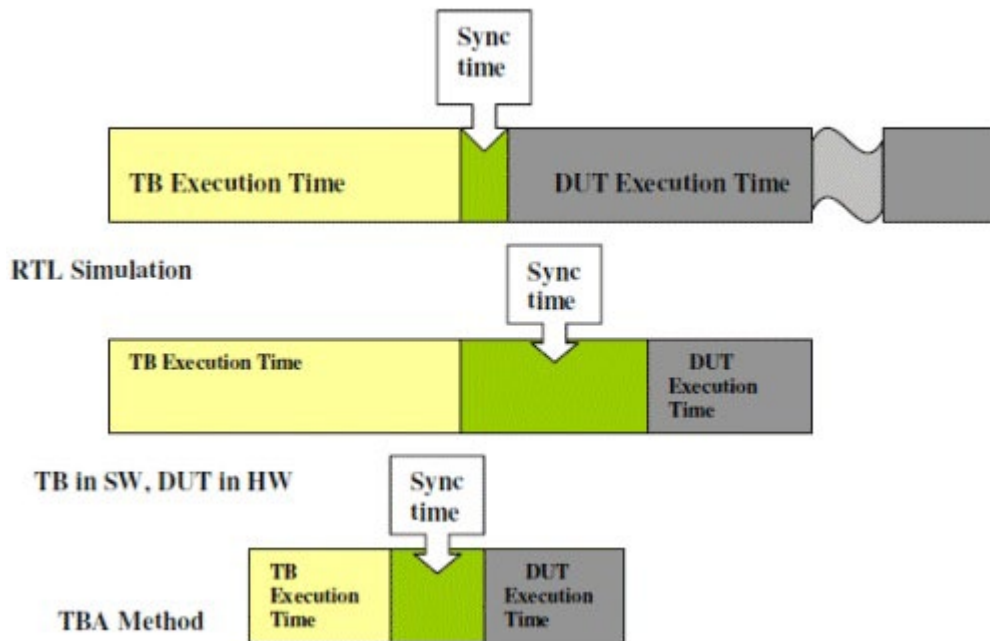 Sync
time
TB Execution Time
DUT Execution Time
RTL Simulation
Sync
time
TB Execution Time
DUT
Execution
Time
TB in SW, DUT in HW
Sync
time
TB
Execution
Time
DUT
Execution
Time
TBA Method